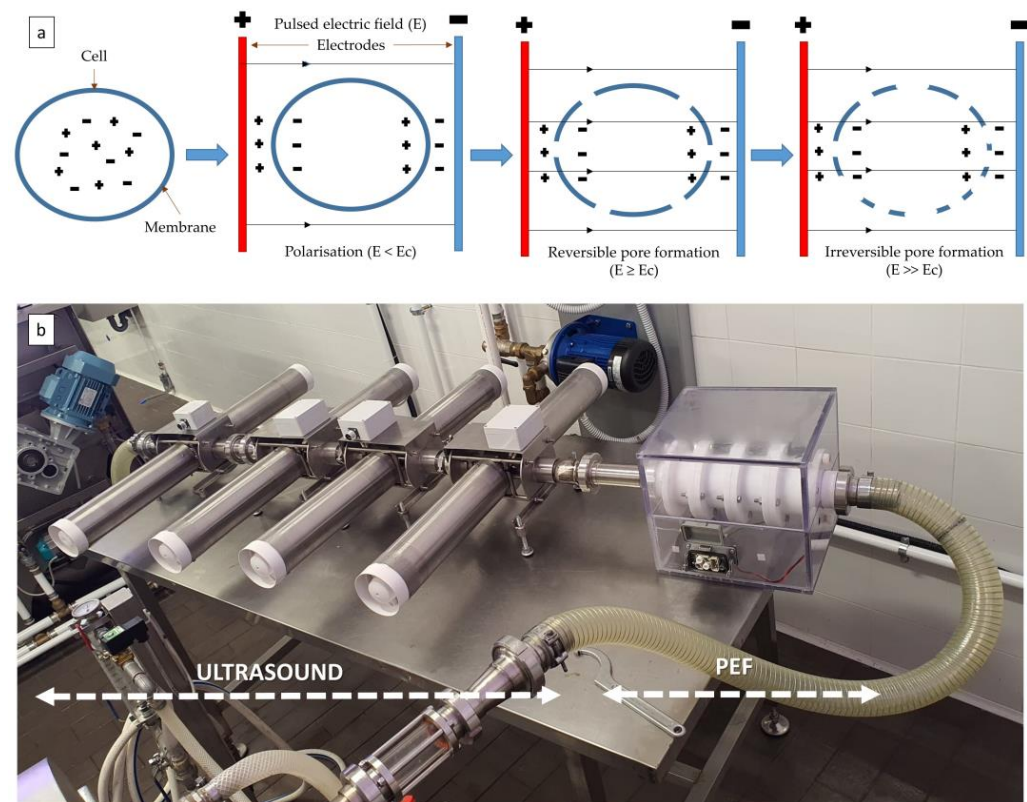 a
+
Pulsed electric field (E)
−
Electrodes
Cell
Membrane
Polarisation (E < Ec)
+
−
Reversible pore formation
(E ≥ Ec)
+
−
Irreversible pore formation
(E >> Ec)
b
ULTRASOUND
PEF